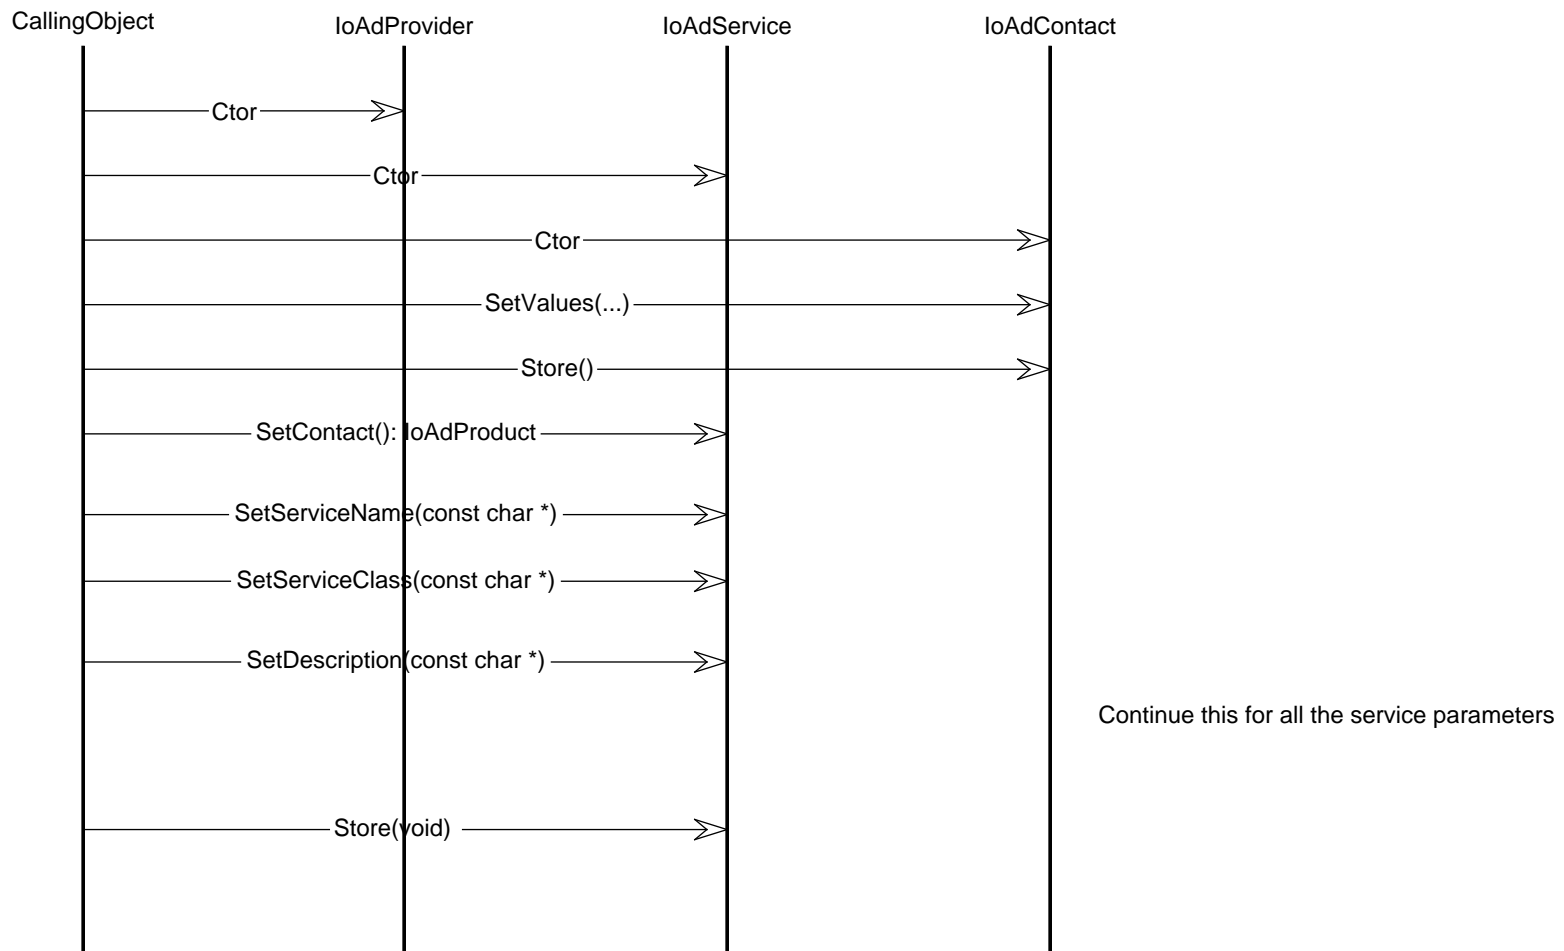 CallingObject
IoAdProvider
IoAdService
IoAdContact
Ctor
Ctor
Ctor
SetValues(...)
Store()
SetContact(): IoAdProduct
SetServiceName(const char *)
SetServiceClass(const char *)
SetDescription(const char *)
Continue this for all the service parameters
Store(void)